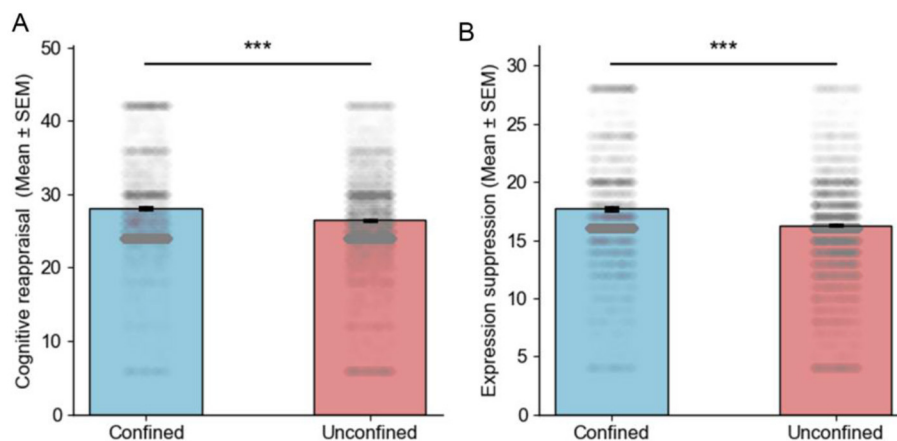 A
***
Cognitive reappraisal (Mean ± SEM)
50
40
30
20
10
0
Confined
Unconfined
B
***
Expression suppression (Mean ± SEM)
30
25
20
15
10
5
0
Confined
Unconfined